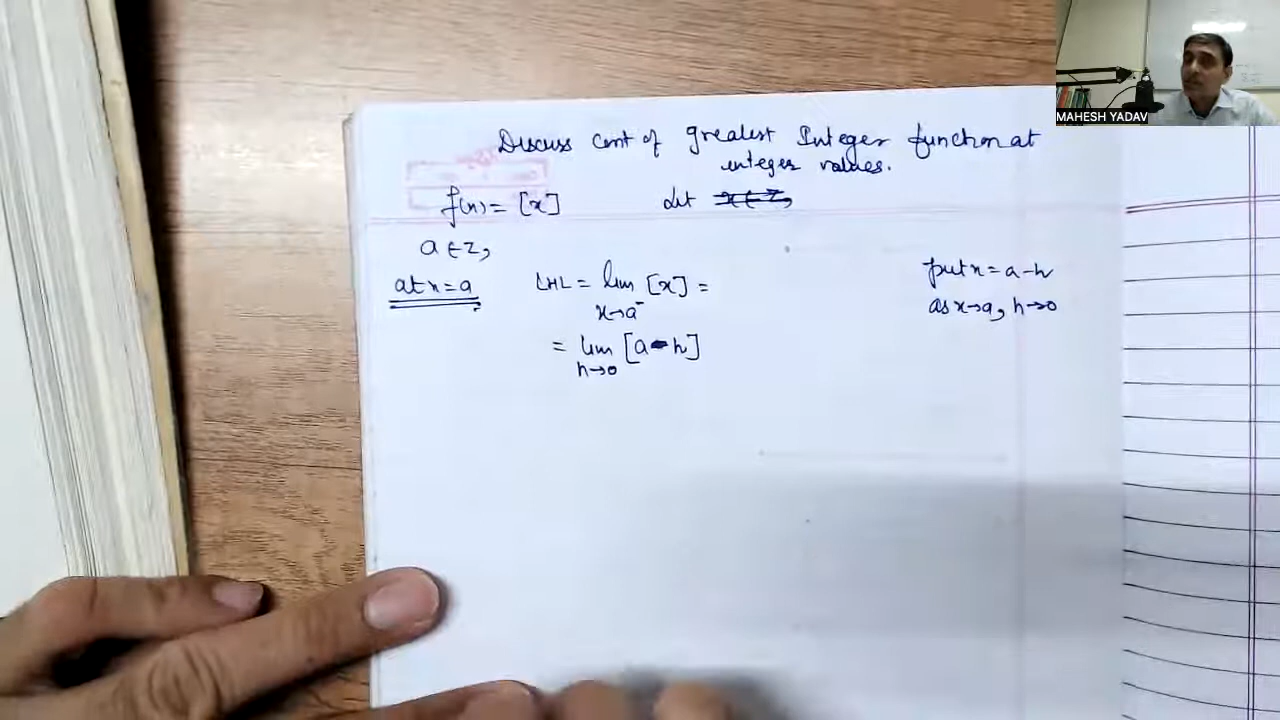 Discuss cont of greatest Integer function at
integer values.
f(x) = [x] Let x ∈ Z,
a ∈ Z,
at x = a LHL = lim [x] = put x = a-h
x→a⁻ as x→a, h→0
= lim [a-h]
h→0
MAHESH YADAV